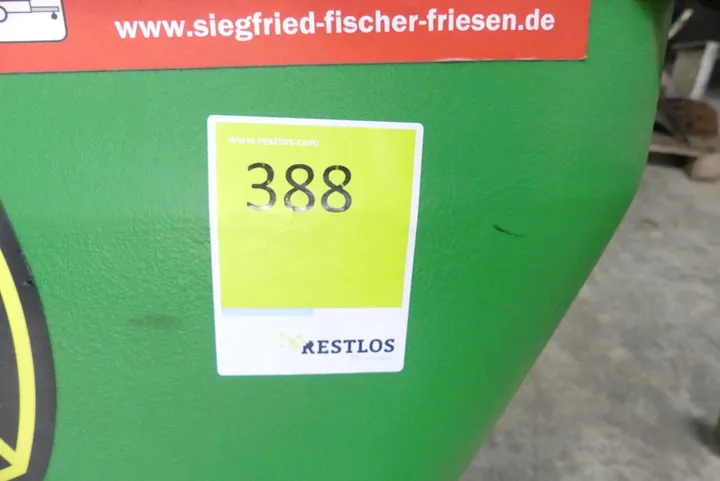 www.siegfried-fischer-friesen.de
www.restlos.com
388
RESTLOS